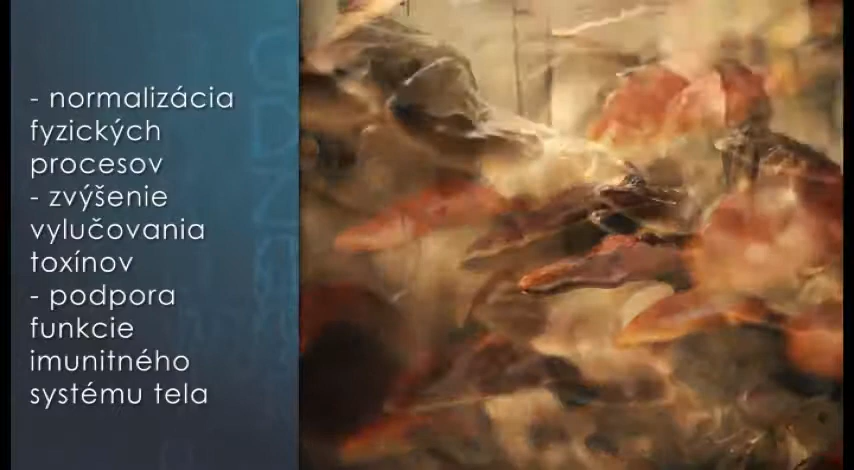 - normalizácia
fyzických
procesov
- zvýšenie
vylučovania
toxínov
- podpora
funkcie
imunitného
systému tela